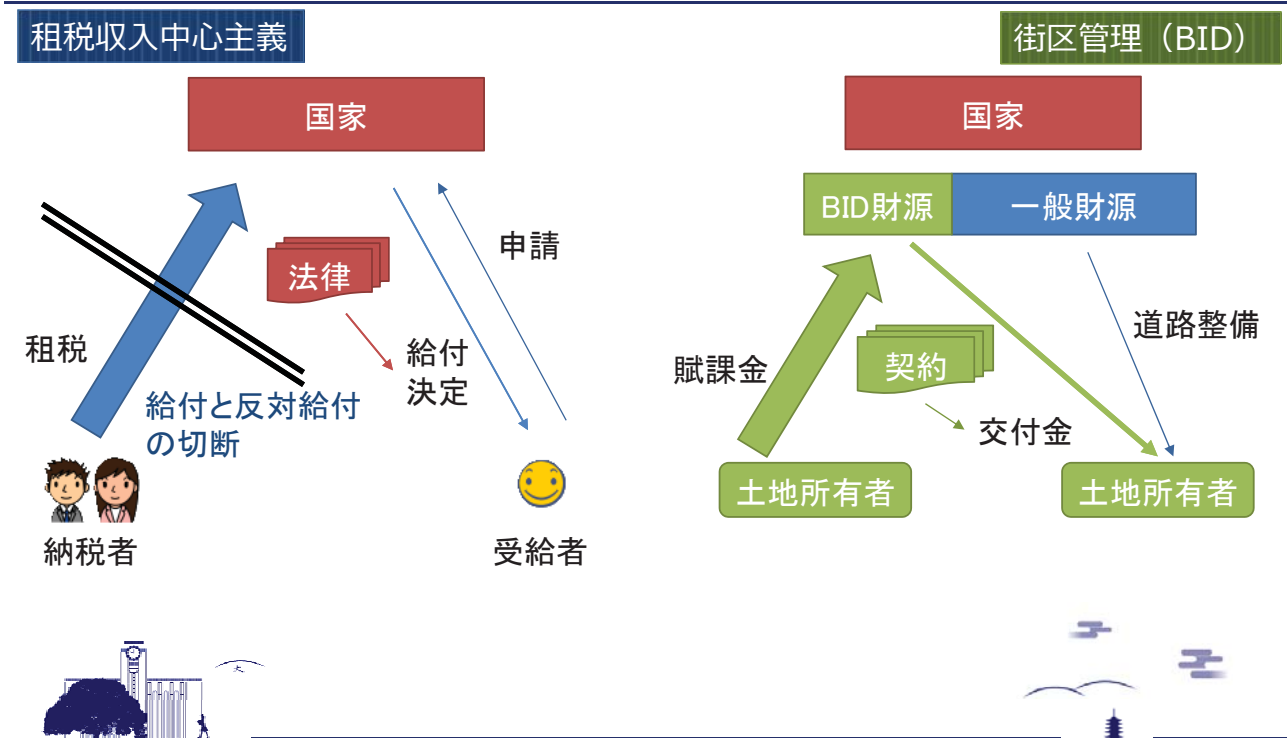 租税収入中心主義
国家
法律
申請
租税
給付
決定
給付と反対給付
の切断
納税者
受給者
街区管理（BID）
国家
BID財源
一般財源
道路整備
賦課金
契約
交付金
土地所有者
土地所有者
大